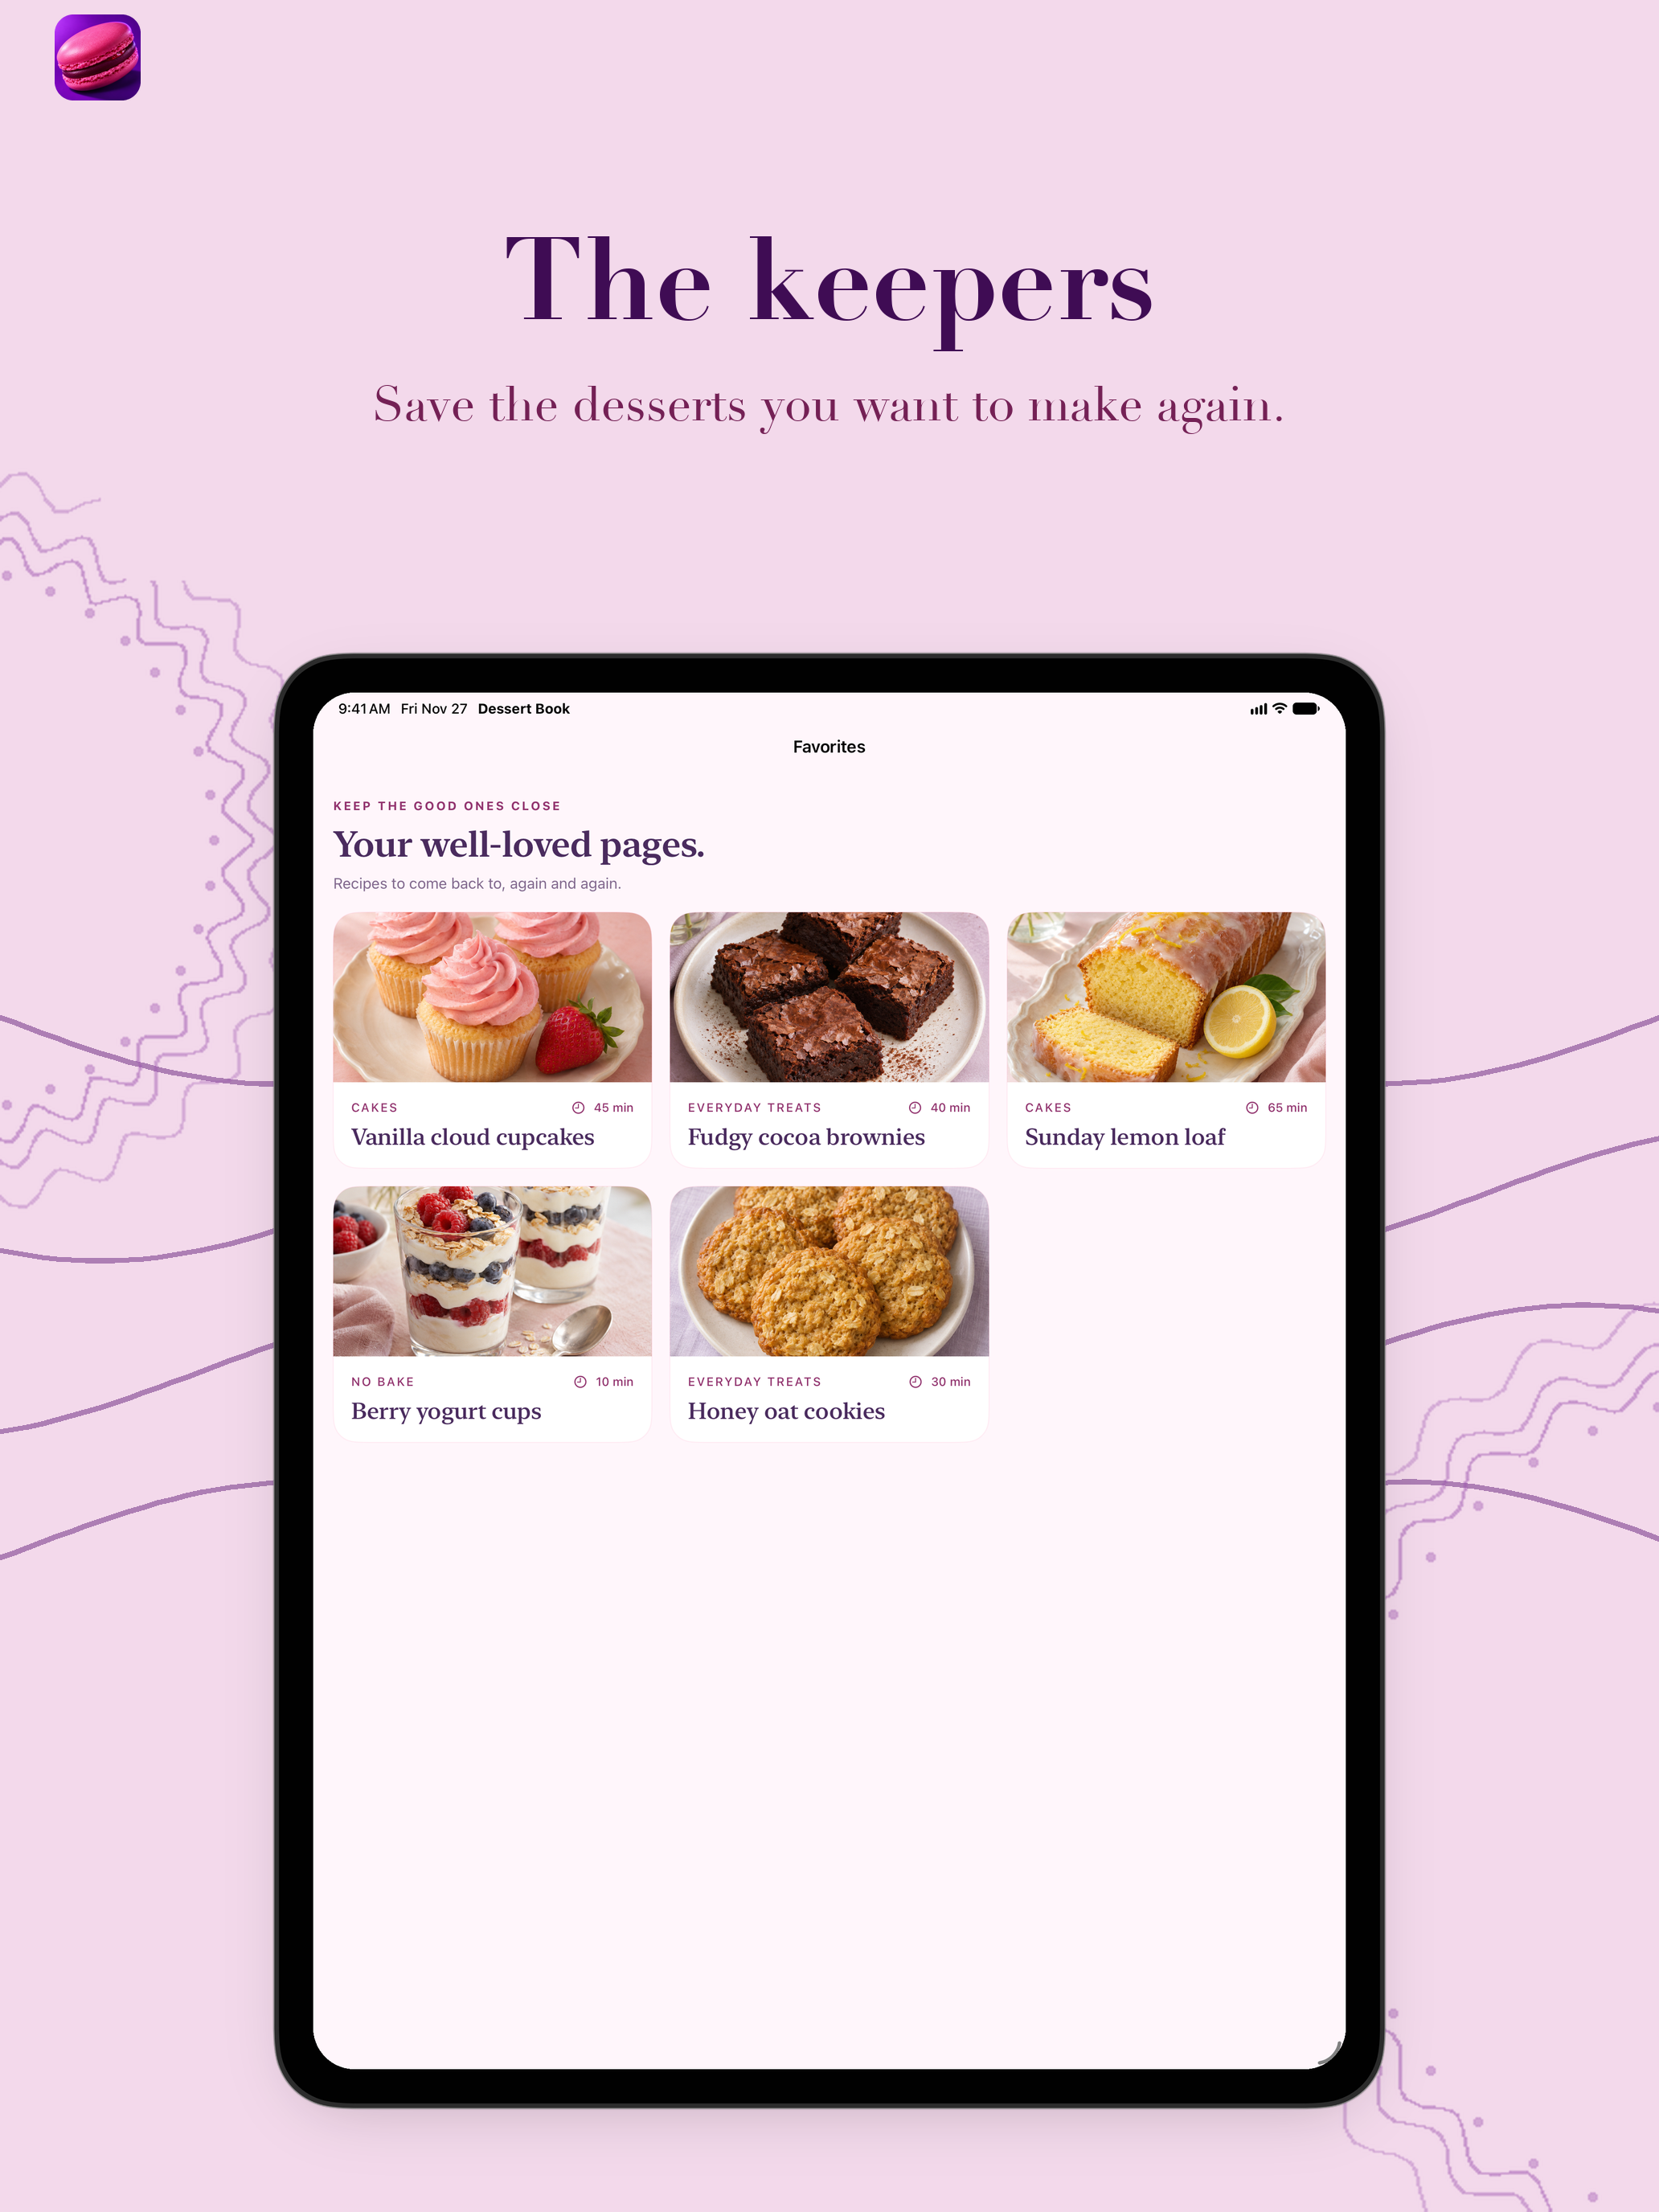 The keepers
Save the desserts you want to make again.
9:41 AM Fri Nov 27 Dessert Book
Favorites
KEEP THE GOOD ONES CLOSE
Your well-loved pages.
Recipes to come back to, again and again.
CAKES 45 min
Vanilla cloud cupcakes
EVERYDAY TREATS 40 min
Fudgy cocoa brownies
CAKES 65 min
Sunday lemon loaf
NO BAKE 10 min
Berry yogurt cups
EVERYDAY TREATS 30 min
Honey oat cookies